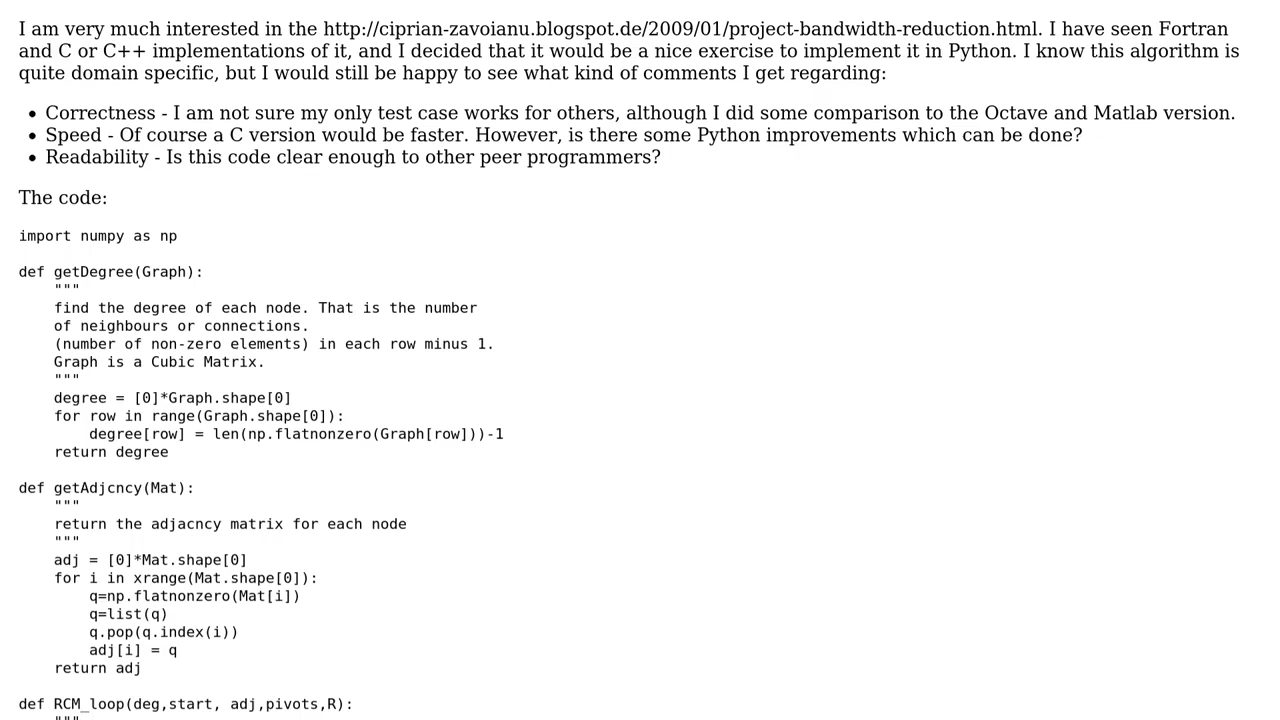 I am very much interested in the http://ciprian-zavoianu.blogspot.de/2009/01/project-bandwidth-reduction.html. I have seen Fortran
and C or C++ implementations of it, and I decided that it would be a nice exercise to implement it in Python. I know this algorithm is
quite domain specific, but I would still be happy to see what kind of comments I get regarding:
• Correctness - I am not sure my only test case works for others, although I did some comparison to the Octave and Matlab version.
• Speed - Of course a C version would be faster. However, is there some Python improvements which can be done?
• Readability - Is this code clear enough to other peer programmers?
The code:
import numpy as np
def getDegree(Graph):
    """
    find the degree of each node. That is the number
    of neighbours or connections.
    (number of non-zero elements) in each row minus 1.
    Graph is a Cubic Matrix.
    """
    degree = [0]*Graph.shape[0]
    for row in range(Graph.shape[0]):
        degree[row] = len(np.flatnonzero(Graph[row]))-1
    return degree
def getAdjcncy(Mat):
    """
    return the adjacncy matrix for each node
    """
    adj = [0]*Mat.shape[0]
    for i in xrange(Mat.shape[0]):
        q=np.flatnonzero(Mat[i])
        q=list(q)
        q.pop(q.index(i))
        adj[i] = q
    return adj
def RCM_loop(deg,start, adj,pivots,R):
    """